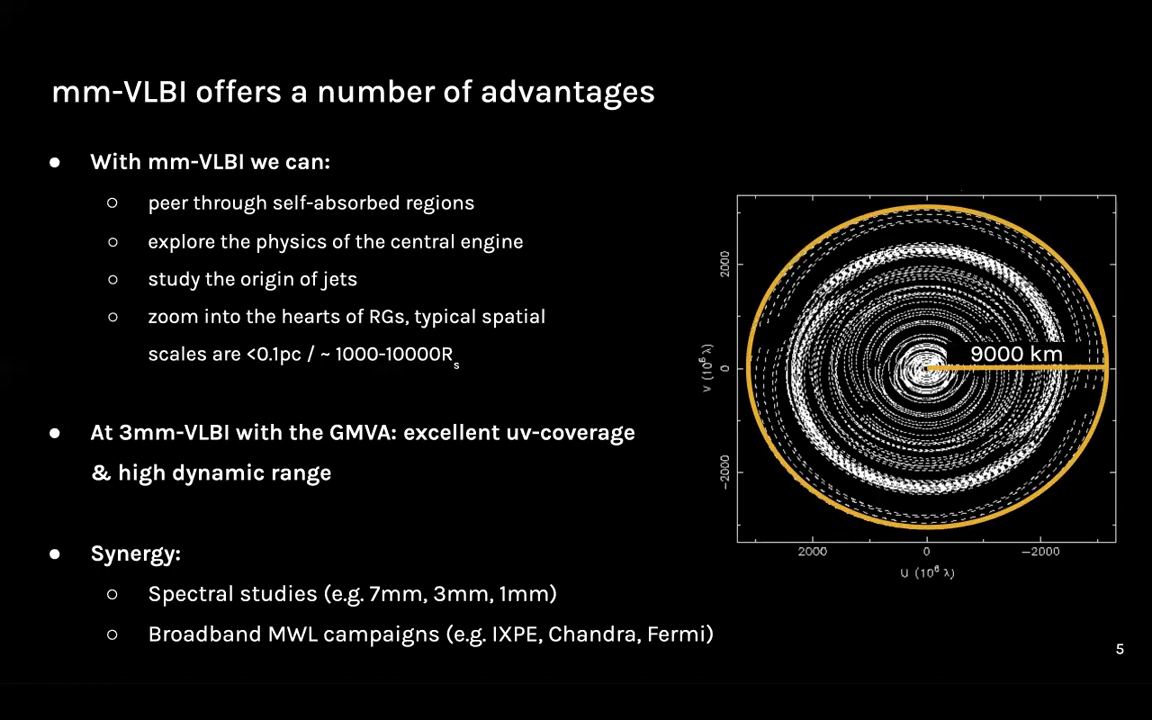 mm-VLBI offers a number of advantages
● With mm-VLBI we can:
○ peer through self-absorbed regions
○ explore the physics of the central engine
○ study the origin of jets
○ zoom into the hearts of RGs, typical spatial
scales are <0.1pc / ~ 1000-10000Rs
● At 3mm-VLBI with the GMVA: excellent uv-coverage
& high dynamic range
● Synergy:
○ Spectral studies (e.g. 7mm, 3mm, 1mm)
○ Broadband MWL campaigns (e.g. IXPE, Chandra, Fermi)
2000
0
−2000
V (10⁶ λ)
9000 km
2000 0 −2000
U (10⁶ λ)
5